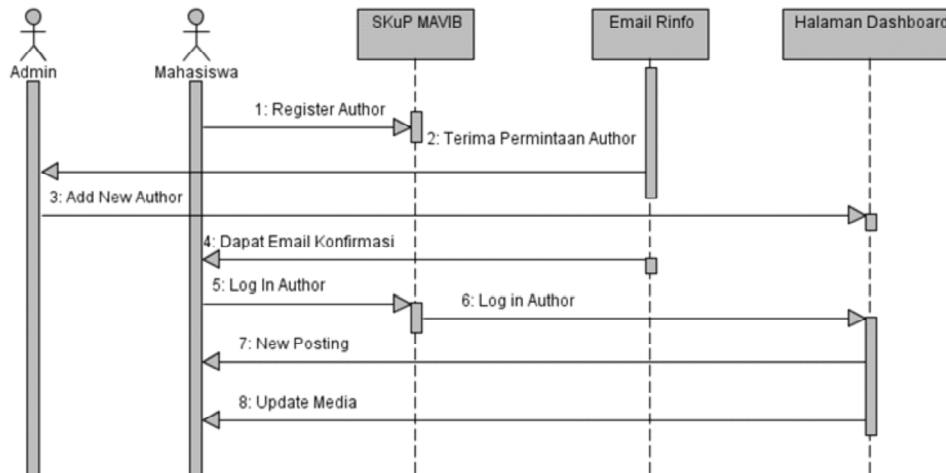 SKuP MAVIB
Email Rinfo
Halaman Dashboard
Admin
Mahasiswa
1: Register Author
2: Terima Permintaan Author
3: Add New Author
4: Dapat Email Konfirmasi
5: Log In Author
6: Log in Author
7: New Posting
8: Update Media